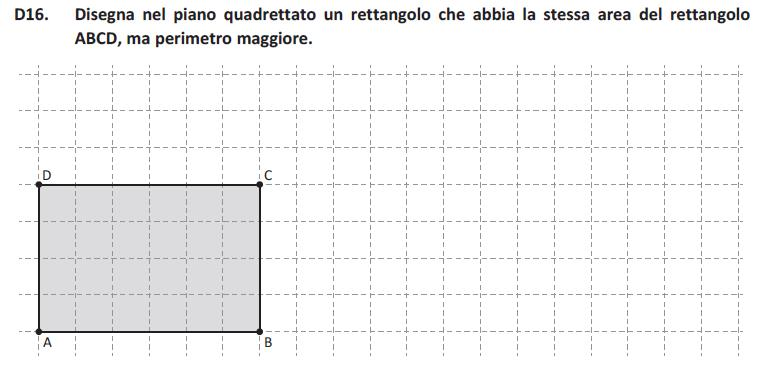 D16. Disegna nel piano quadrettato un rettangolo che abbia la stessa area del rettangolo
ABCD, ma perimetro maggiore.
D
C
A
B